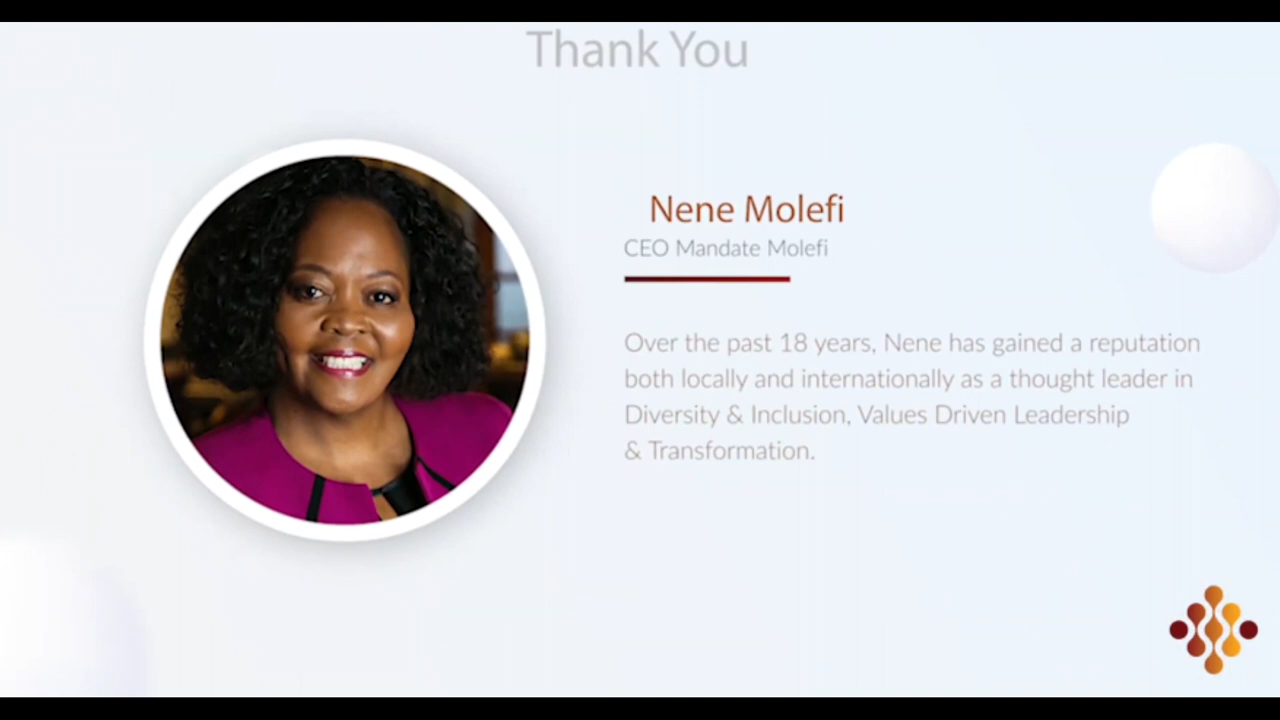 Thank You
Nene Molefi
CEO Mandate Molefi
Over the past 18 years, Nene has gained a reputation
both locally and internationally as a thought leader in
Diversity & Inclusion, Values Driven Leadership
& Transformation.